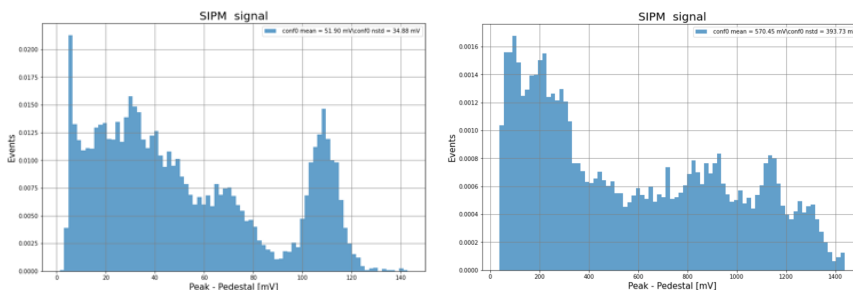 SIPM signal
conf0 mean = 51.90 mV\conf0 nstd = 34.88 mV
Events
0.0200
0.0175
0.0150
0.0125
0.0100
0.0075
0.0050
0.0025
0.0000
0 20 40 60 80 100 120 140
Peak - Pedestal [mV]
SIPM signal
conf0 mean = 570.45 mV\conf0 nstd = 393.73 m
Events
0.0016
0.0014
0.0012
0.0010
0.0008
0.0006
0.0004
0.0002
0.0000
0 200 400 600 800 1000 1200 1400
Peak - Pedestal [mV]